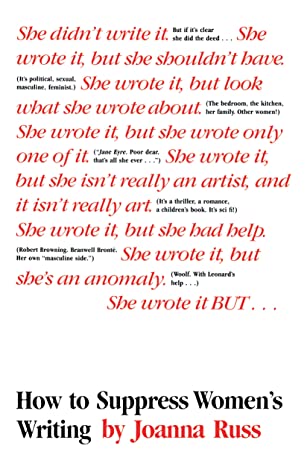 She didn't write it. But if it's clear she did the deed . . . She
wrote it, but she shouldn't have.
(It's political, sexual, masculine, feminist.) She wrote it, but look
what she wrote about. (The bedroom, the kitchen, her family. Other women!)
She wrote it, but she wrote only
one of it. ("Jane Eyre. Poor dear, that's all she ever . . .") She wrote it,
but she isn't really an artist, and
it isn't really art. (It's a thriller, a romance, a children's book. It's sci fi!)
She wrote it, but she had help.
(Robert Browning. Branwell Brontë. Her own "masculine side.") She wrote it, but
she's an anomaly. (Woolf. With Leonard's help . . .)
She wrote it BUT . . .
How to Suppress Women's
Writing by Joanna Russ